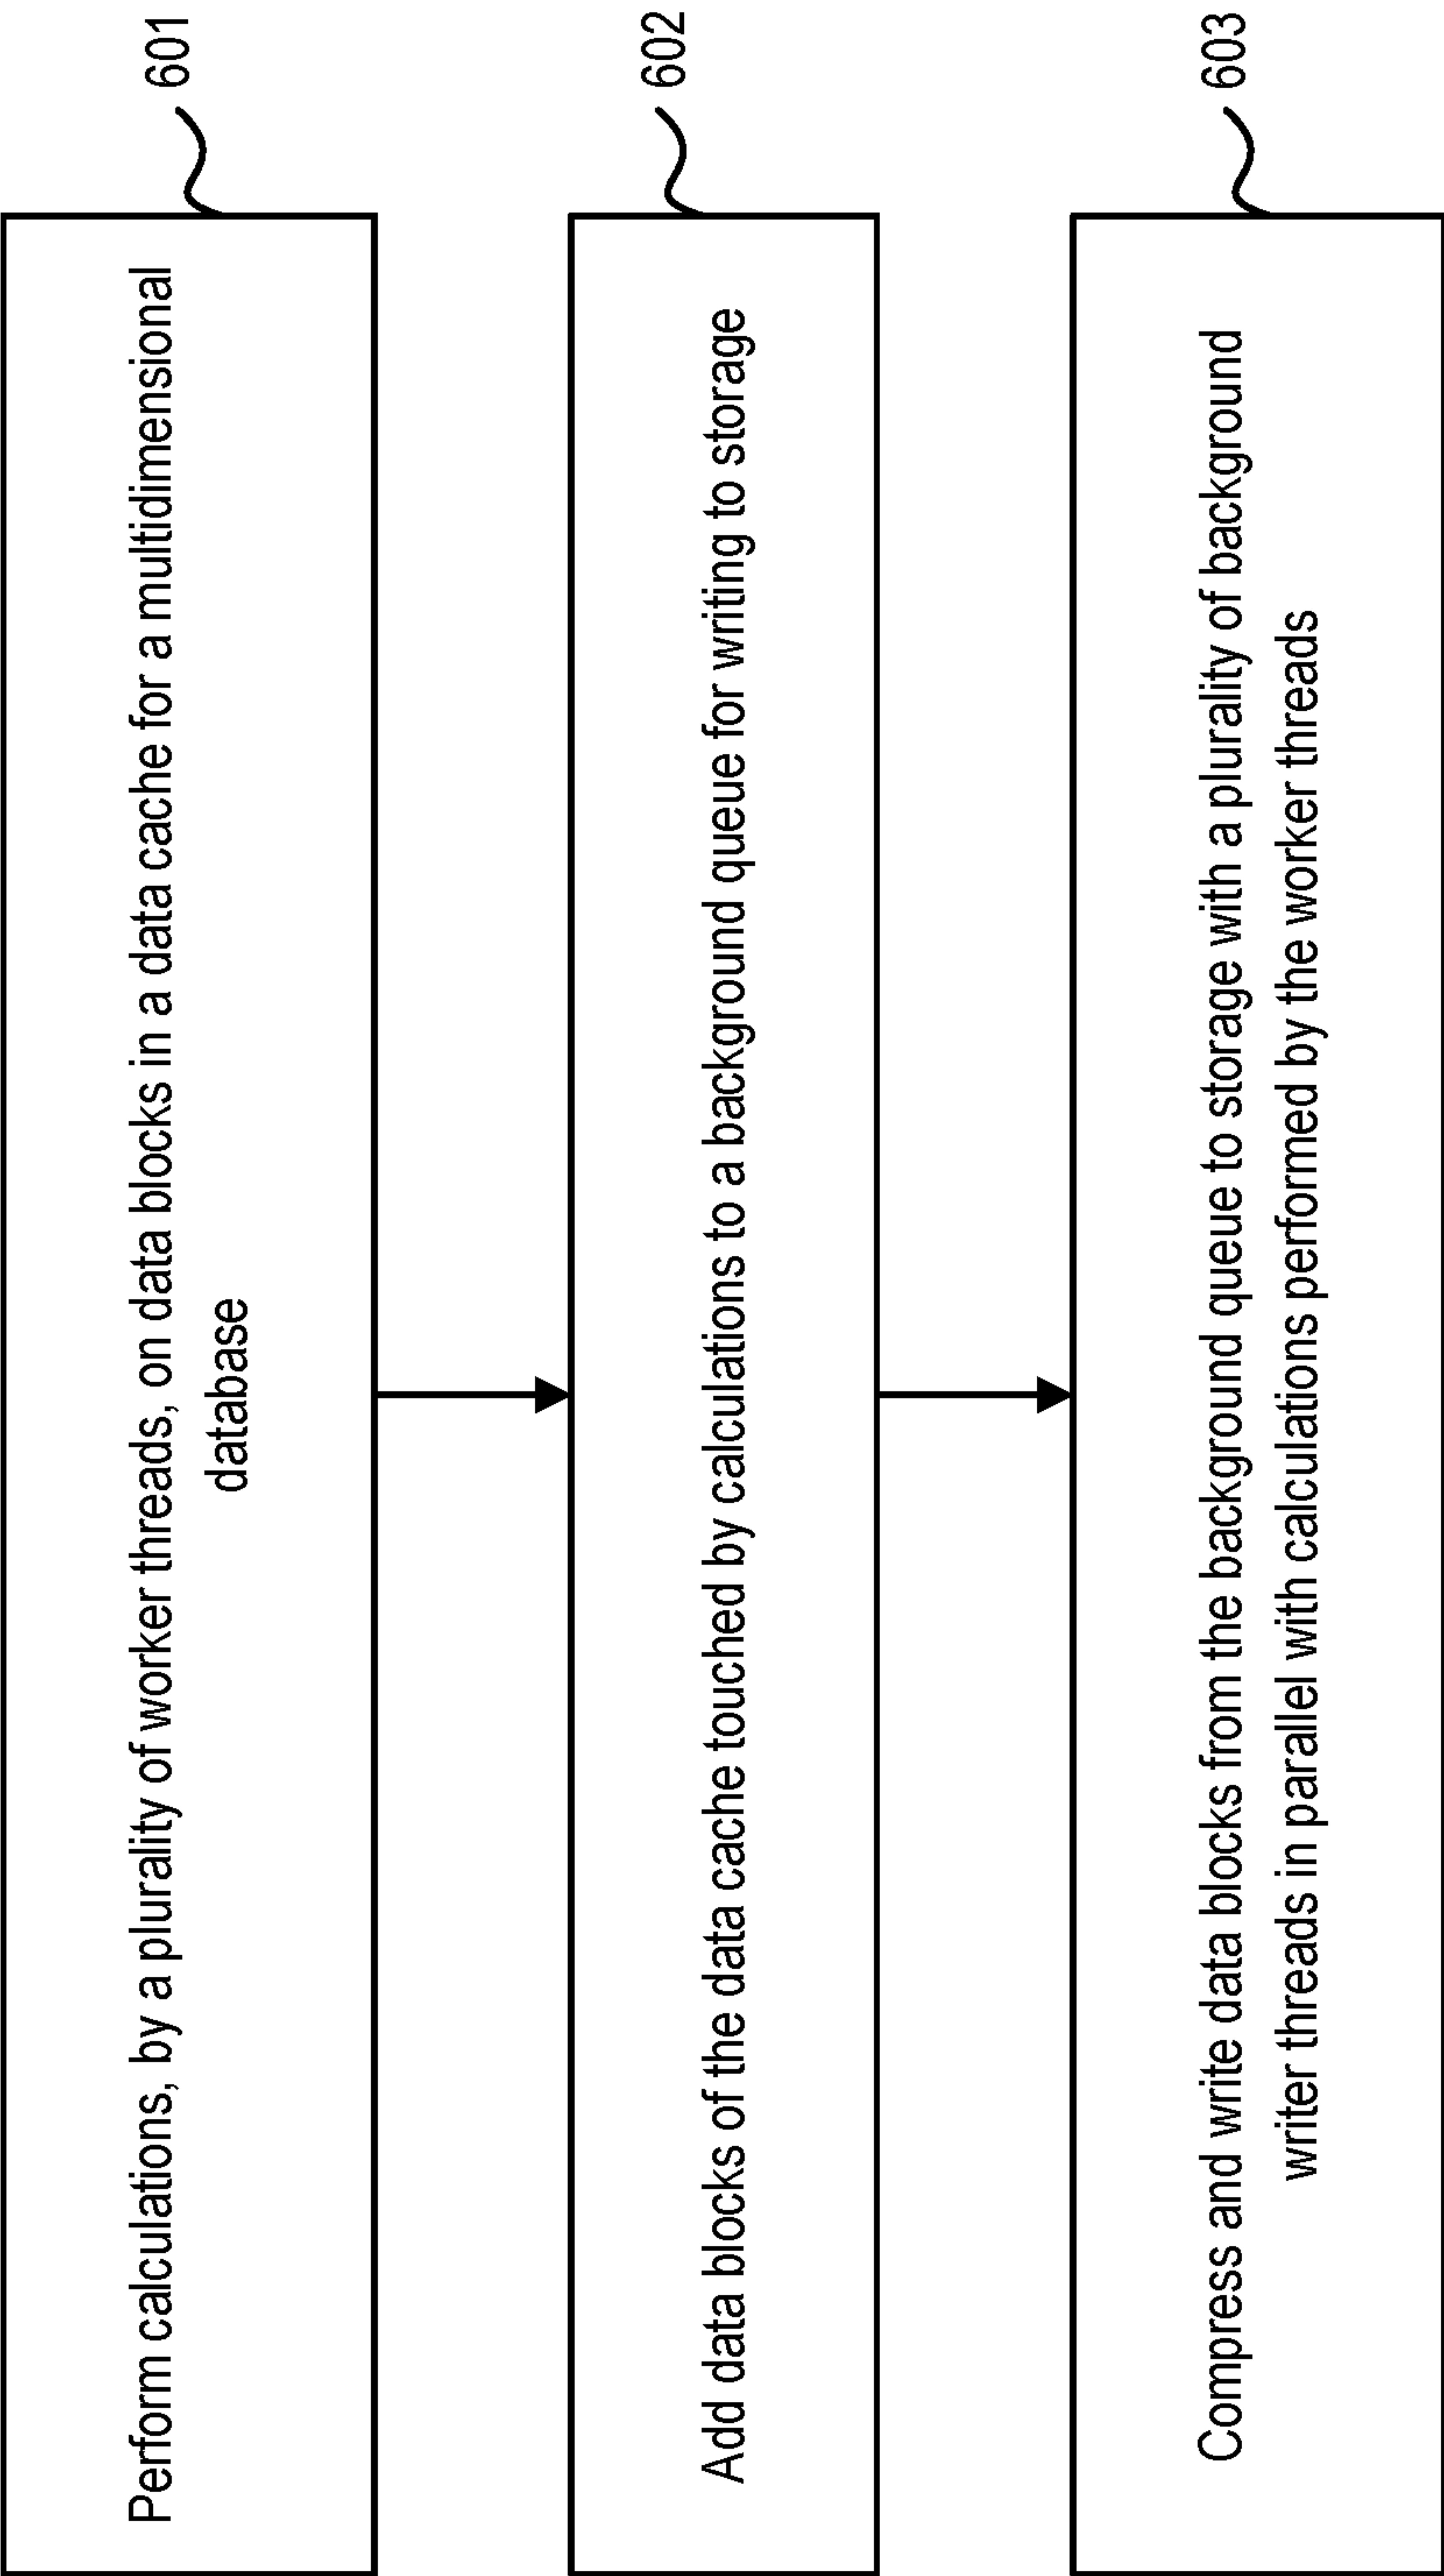 Perform calculations, by a plurality of worker threads, on data blocks in a data cache for a multidimensional
database
601
Add data blocks of the data cache touched by calculations to a background queue for writing to storage
602
Compress and write data blocks from the background queue to storage with a plurality of background
writer threads in parallel with calculations performed by the worker threads
603